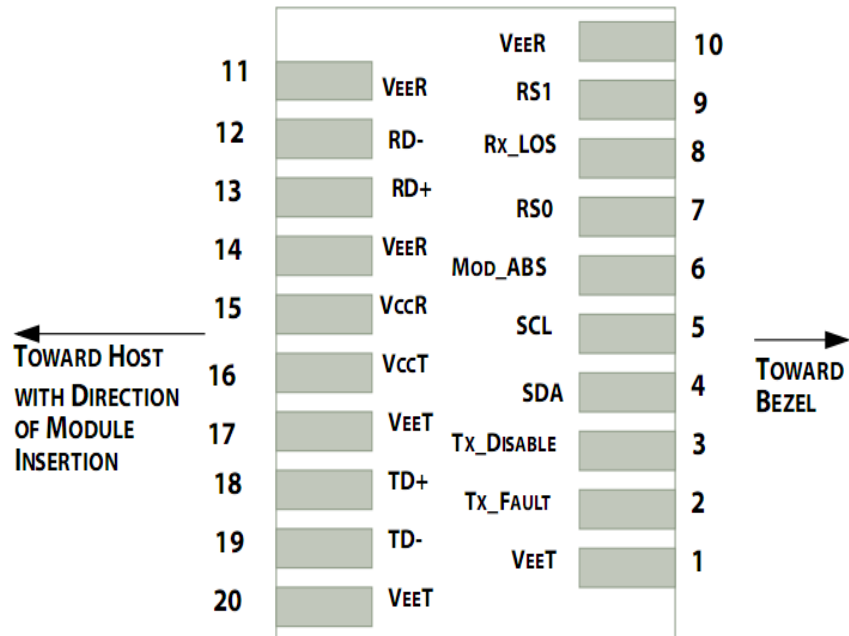 11 VEER
12 RD-
13 RD+
14 VEER
15 VCCR
16 VCCT
17 VEET
18 TD+
19 TD-
20 VEET
VEER 10
RS1 9
RX_LOS 8
RS0 7
MOD_ABS 6
SCL 5
SDA 4
TX_DISABLE 3
TX_FAULT 2
VEET 1
TOWARD HOST
WITH DIRECTION
OF MODULE
INSERTION
TOWARD
BEZEL